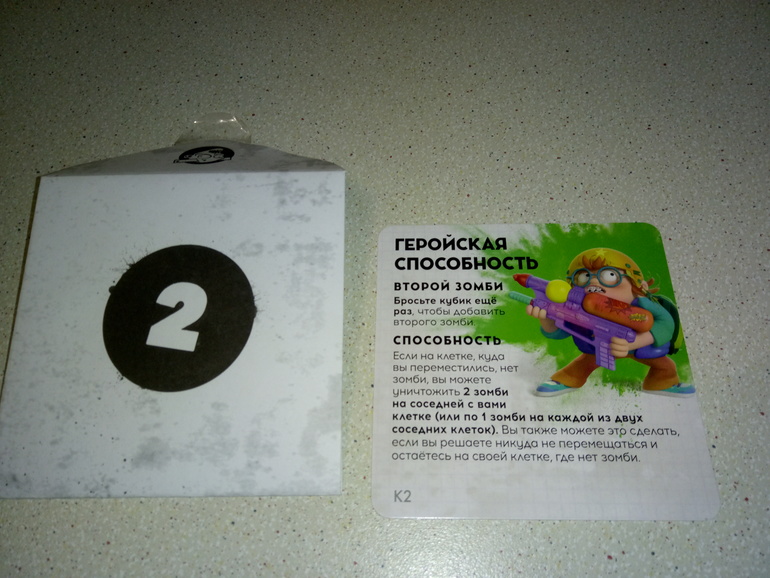 2
ГЕРОЙСКАЯ
СПОСОБНОСТЬ
ВТОРОЙ ЗОМБИ
Бросьте кубик ещё
раз, чтобы добавить
второго зомби
СПОСОБНОСТЬ
Если на клетке, куда
вы переместились, нет
зомби, вы можете
уничтожить 2 зомби
на соседней с вами
клетке (или по 1 зомби на каждой из двух
соседних клеток). Вы также можете это сделать,
если вы решаете никуда не перемещаться и
остаётесь на своей клетке, где нет зомби.
К2